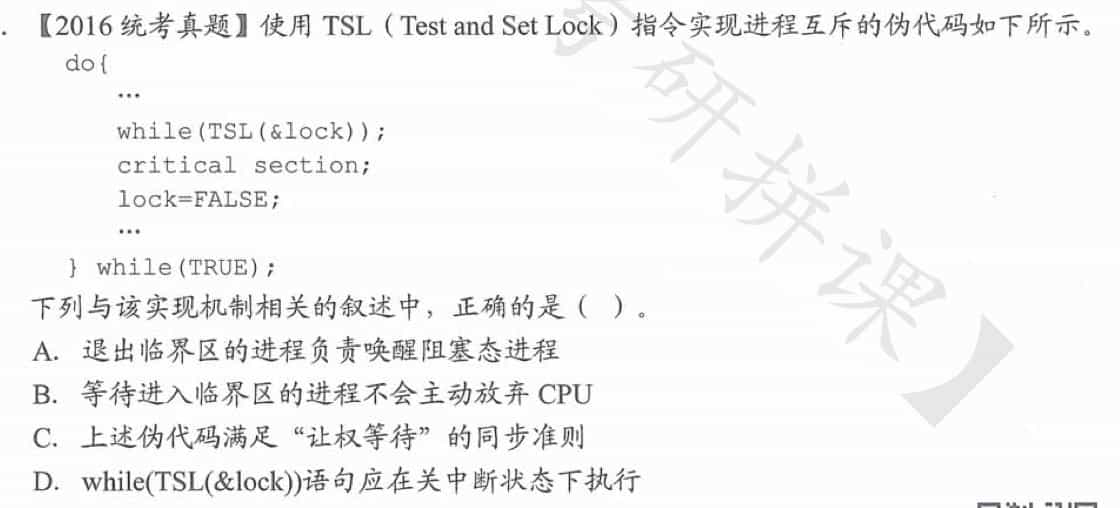 . 【2016 统考真题】使用 TSL（Test and Set Lock）指令实现进程互斥的伪代码如下所示。
do{
…
while(TSL(&lock));
critical section;
lock=FALSE;
…
} while(TRUE);
下列与该实现机制相关的叙述中，正确的是（ ）。
A. 退出临界区的进程负责唤醒阻塞态进程
B. 等待进入临界区的进程不会主动放弃 CPU
C. 上述伪代码满足“让权等待”的同步准则
D. while(TSL(&lock))语句应在关中断状态下执行
研拼课】